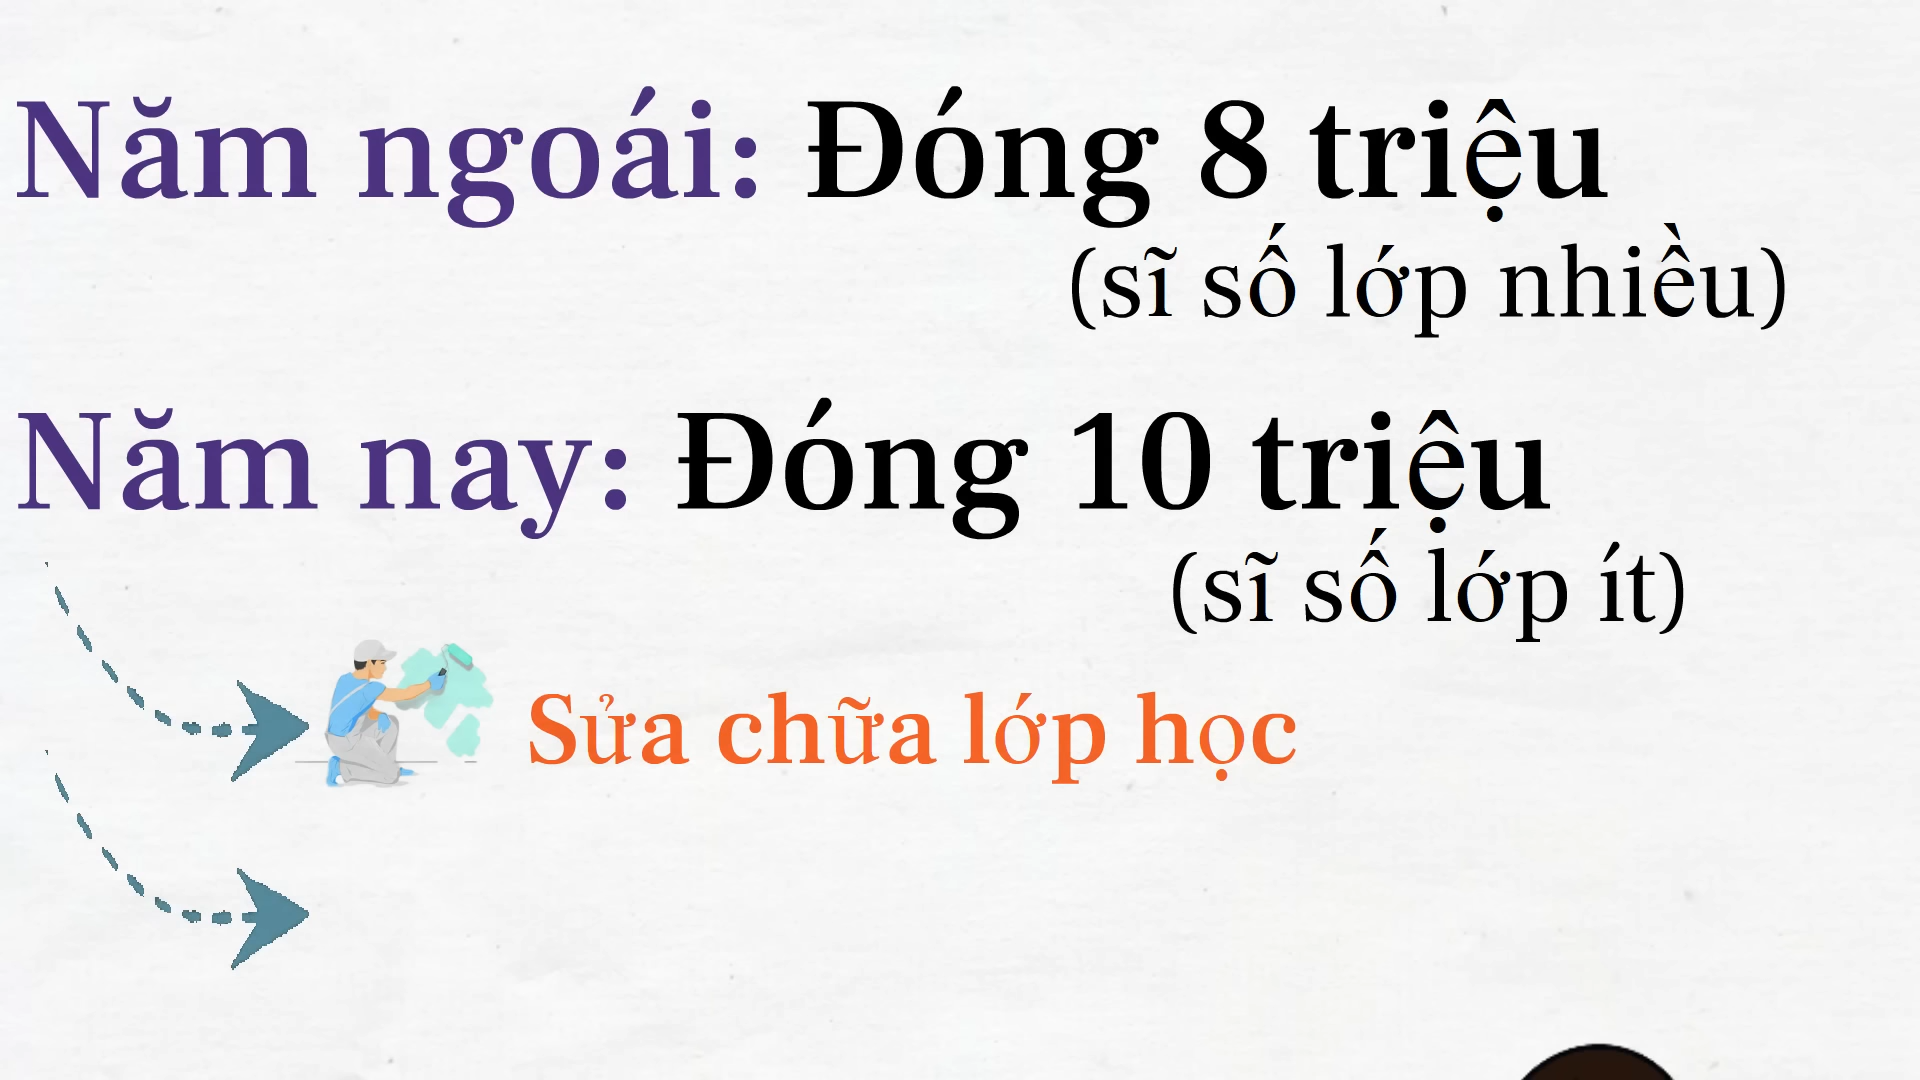 Năm ngoái: Đóng 8 triệu
(sĩ số lớp nhiều)
Năm nay: Đóng 10 triệu
(sĩ số lớp ít)
Sửa chữa lớp học